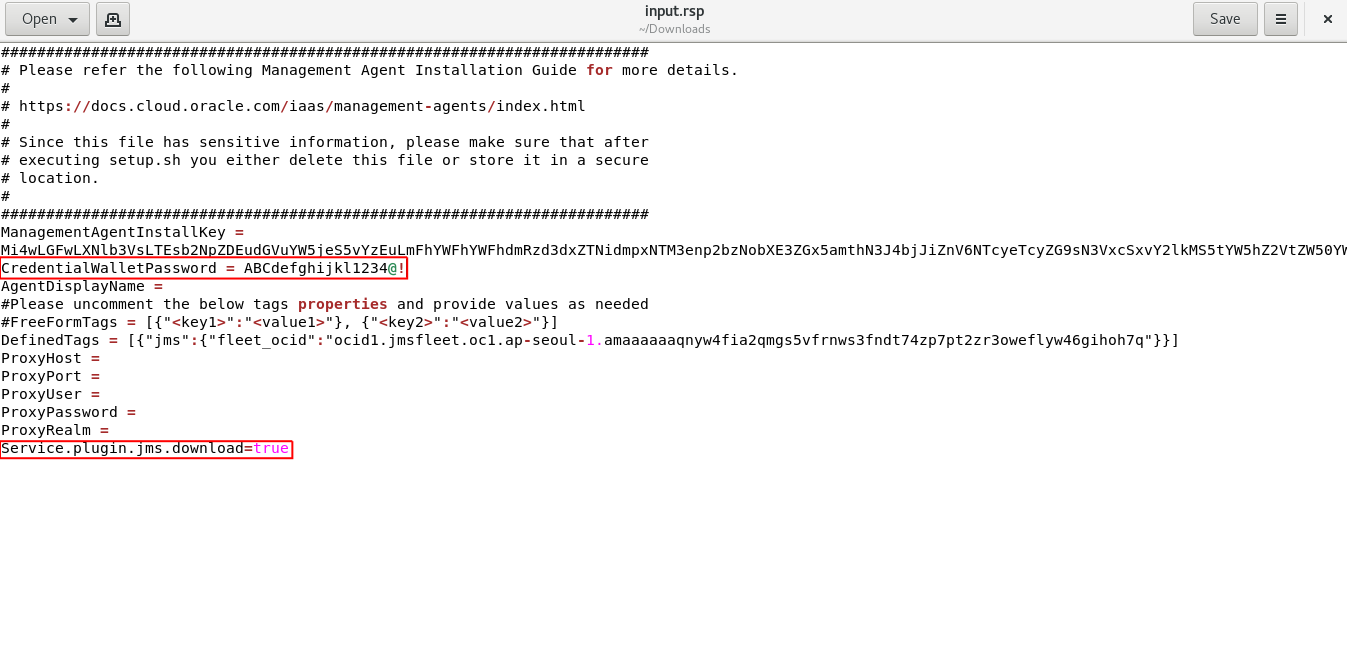 Open
input.rsp
~/Downloads
Save
########################################################################
# Please refer the following Management Agent Installation Guide for more details.
#
# https://docs.cloud.oracle.com/iaas/management-agents/index.html
#
# Since this file has sensitive information, please make sure that after
# executing setup.sh you either delete this file or store it in a secure
# location.
#
########################################################################
ManagementAgentInstallKey =
Mi4wLGFwLXNlb3VsLTEsb2NpZDEudGVuYW5jeS5vYzEuLmFhYWFhYWFhdmRzd3dxZTNidmpxNTM3enp2bzNobXE3ZGx5amthN3J4bjJiZnV6NTcyeTcyZG9sN3VxcSxvY2lkMS5tYW5hZ2VtZW50YW
CredentialWalletPassword = ABCdefghijkl1234@!
AgentDisplayName =
#Please uncomment the below tags properties and provide values as needed
#FreeFormTags = [{"<key1>":"<value1>"}, {"<key2>":"<value2>"}]
DefinedTags = [{"jms":{"fleet_ocid":"ocid1.jmsfleet.oc1.ap-seoul-1.amaaaaaaqnyw4fia2qmgs5vfrnws3fndt74zp7pt2zr3oweflyw46gihoh7q"}}]
ProxyHost =
ProxyPort =
ProxyUser =
ProxyPassword =
ProxyRealm =
Service.plugin.jms.download=true